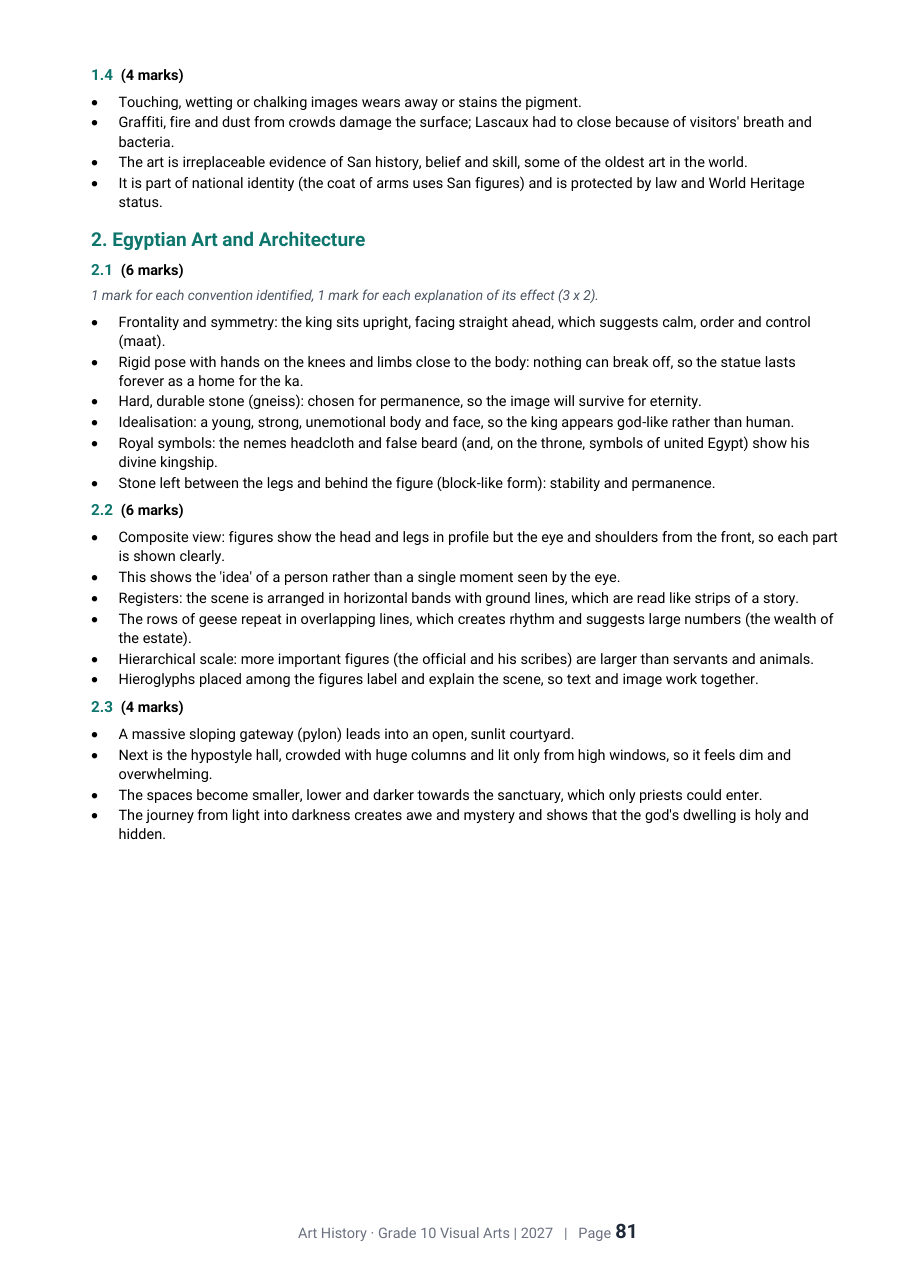 1.4 (4 marks)
• Touching, wetting or chalking images wears away or stains the pigment.
• Graffiti, fire and dust from crowds damage the surface; Lascaux had to close because of visitors' breath and
bacteria.
• The art is irreplaceable evidence of San history, belief and skill, some of the oldest art in the world.
• It is part of national identity (the coat of arms uses San figures) and is protected by law and World Heritage
status.
2. Egyptian Art and Architecture
2.1 (6 marks)
1 mark for each convention identified, 1 mark for each explanation of its effect (3 x 2).
• Frontality and symmetry: the king sits upright, facing straight ahead, which suggests calm, order and control
(maat).
• Rigid pose with hands on the knees and limbs close to the body: nothing can break off, so the statue lasts
forever as a home for the ka.
• Hard, durable stone (gneiss): chosen for permanence, so the image will survive for eternity.
• Idealisation: a young, strong, unemotional body and face, so the king appears god-like rather than human.
• Royal symbols: the nemes headcloth and false beard (and, on the throne, symbols of united Egypt) show his
divine kingship.
• Stone left between the legs and behind the figure (block-like form): stability and permanence.
2.2 (6 marks)
• Composite view: figures show the head and legs in profile but the eye and shoulders from the front, so each part
is shown clearly.
• This shows the 'idea' of a person rather than a single moment seen by the eye.
• Registers: the scene is arranged in horizontal bands with ground lines, which are read like strips of a story.
• The rows of geese repeat in overlapping lines, which creates rhythm and suggests large numbers (the wealth of
the estate).
• Hierarchical scale: more important figures (the official and his scribes) are larger than servants and animals.
• Hieroglyphs placed among the figures label and explain the scene, so text and image work together.
2.3 (4 marks)
• A massive sloping gateway (pylon) leads into an open, sunlit courtyard.
• Next is the hypostyle hall, crowded with huge columns and lit only from high windows, so it feels dim and
overwhelming.
• The spaces become smaller, lower and darker towards the sanctuary, which only priests could enter.
• The journey from light into darkness creates awe and mystery and shows that the god's dwelling is holy and
hidden.
Art History · Grade 10 Visual Arts | 2027 | Page 81